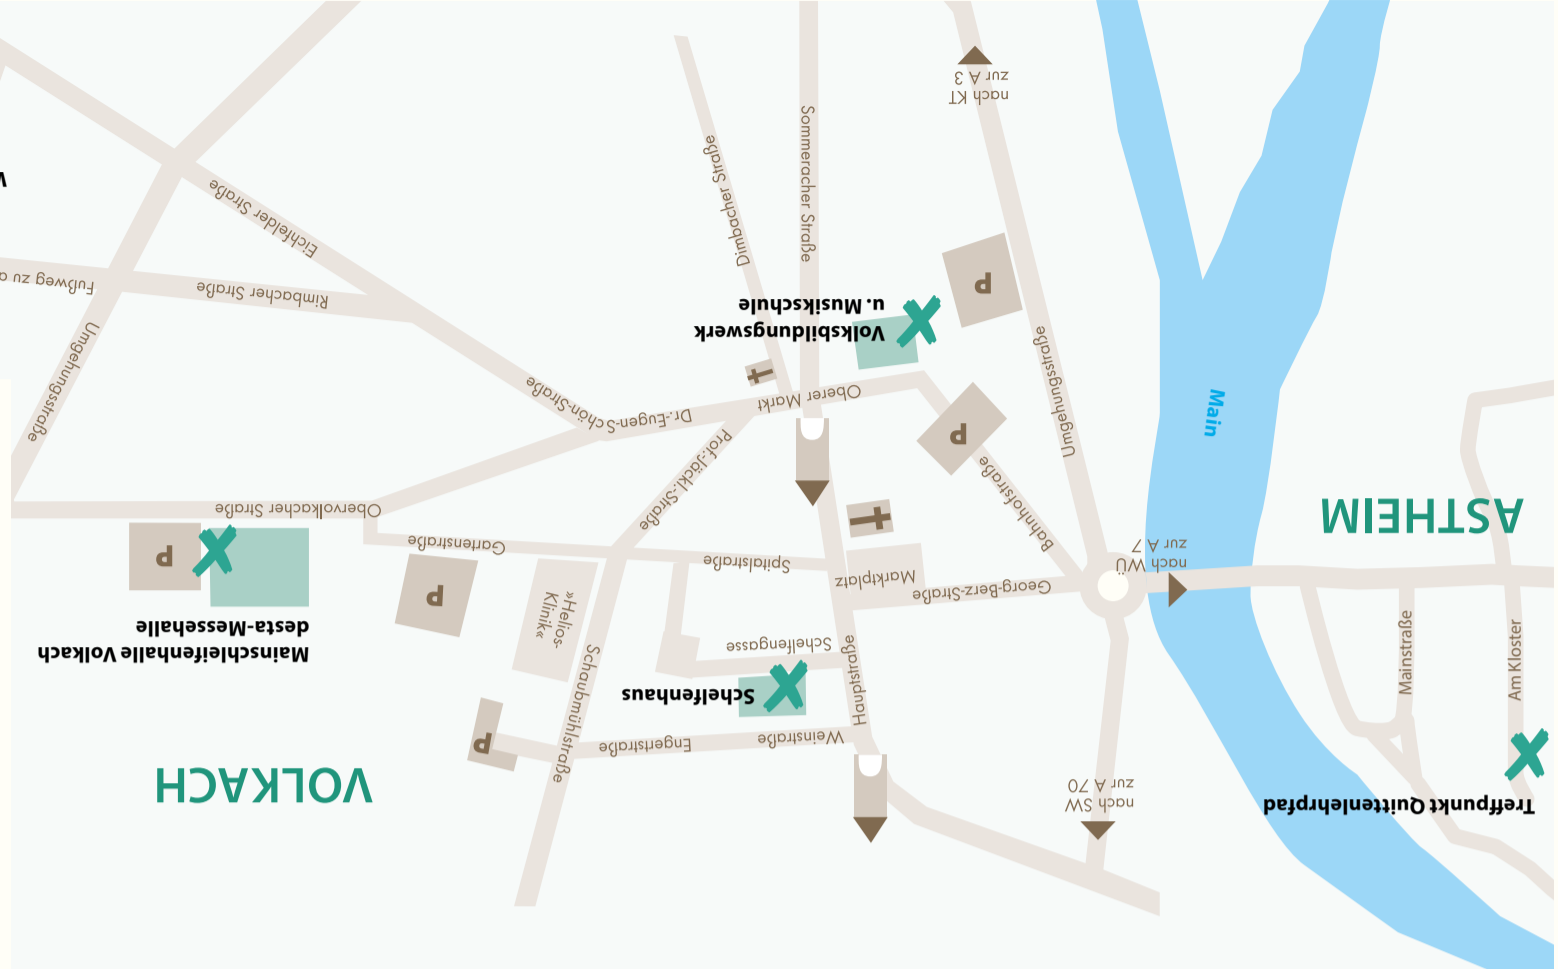 Treffpunkt Quittenlehrpfad
nach SW
zur A 70
VOLKACH
Am Kloster
Mainstraße
Weinstraße
Engertstraße
Hauptstraße
Schelfenhaus
Schelfengasse
Schaubmühlstraße
P
Mainschleifenhalle Volkach
desta-Messehalle
»Helios-
Klinik«
P
P
Georg-Berz-Straße
Marktplatz
nach WÜ
zur A 7
Spitalstraße
Gartenstraße
ASTHEIM
Bahnhofstraße
Obervolkacher Straße
Prof.-Jäckl.-Straße
P
Main
Oberer Markt
Dr.-Eugen-Schön-Straße
Umgehungsstraße
Umgehungsstraße
Volksbildungswerk
u. Musikschule
P
Rimbacher Straße
Fußweg zu
Eichfelder Straße
Sommeracher Straße
Dimbacher Straße
nach KT
zur A 3